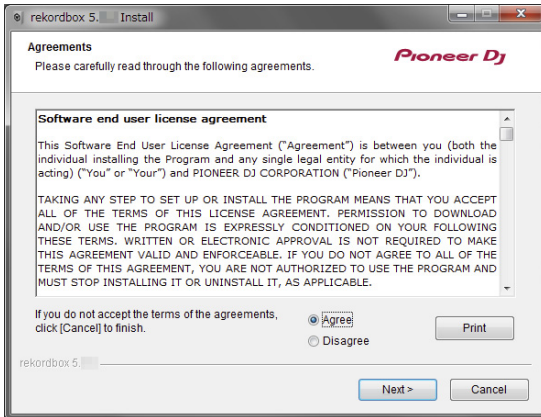 rekordbox 5. Install
Agreements
Please carefully read through the following agreements.
Pioneer Dj
Software end user license agreement
This Software End User License Agreement (“Agreement”) is between you (both the
individual installing the Program and any single legal entity for which the individual is
acting) (“You” or “Your”) and PIONEER DJ CORPORATION (“Pioneer DJ”).
TAKING ANY STEP TO SET UP OR INSTALL THE PROGRAM MEANS THAT YOU ACCEPT
ALL OF THE TERMS OF THIS LICENSE AGREEMENT. PERMISSION TO DOWNLOAD
AND/OR USE THE PROGRAM IS EXPRESSLY CONDITIONED ON YOUR FOLLOWING
THESE TERMS. WRITTEN OR ELECTRONIC APPROVAL IS NOT REQUIRED TO MAKE
THIS AGREEMENT VALID AND ENFORCEABLE. IF YOU DO NOT AGREE TO ALL OF THE
TERMS OF THIS AGREEMENT, YOU ARE NOT AUTHORIZED TO USE THE PROGRAM AND
MUST STOP INSTALLING IT OR UNINSTALL IT, AS APPLICABLE.
If you do not accept the terms of the agreements,
click [Cancel] to finish.
Agree
Disagree
Print
rekordbox 5.
Next >
Cancel